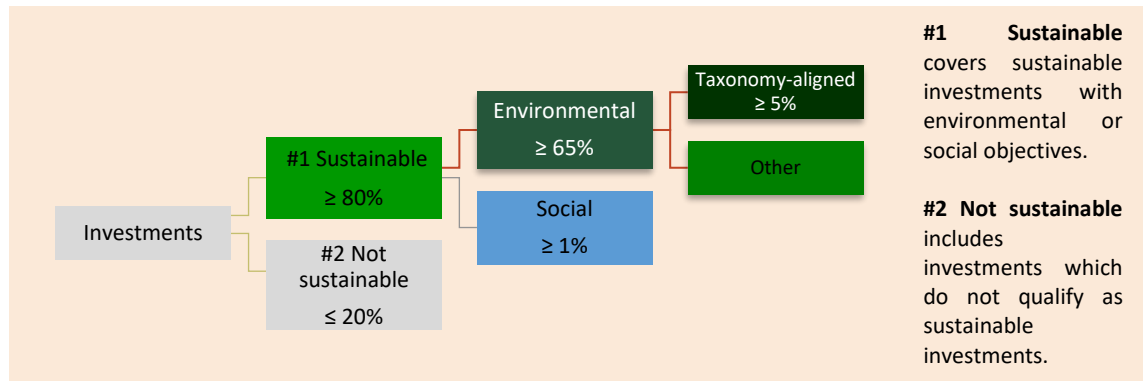 Investments
#1 Sustainable
≥ 80%
#2 Not
sustainable
≤ 20%
Environmental
≥ 65%
Social
≥ 1%
Taxonomy-aligned
≥ 5%
Other
#1 Sustainable
covers sustainable
investments with
environmental or
social objectives.
#2 Not sustainable
includes
investments which
do not qualify as
sustainable
investments.